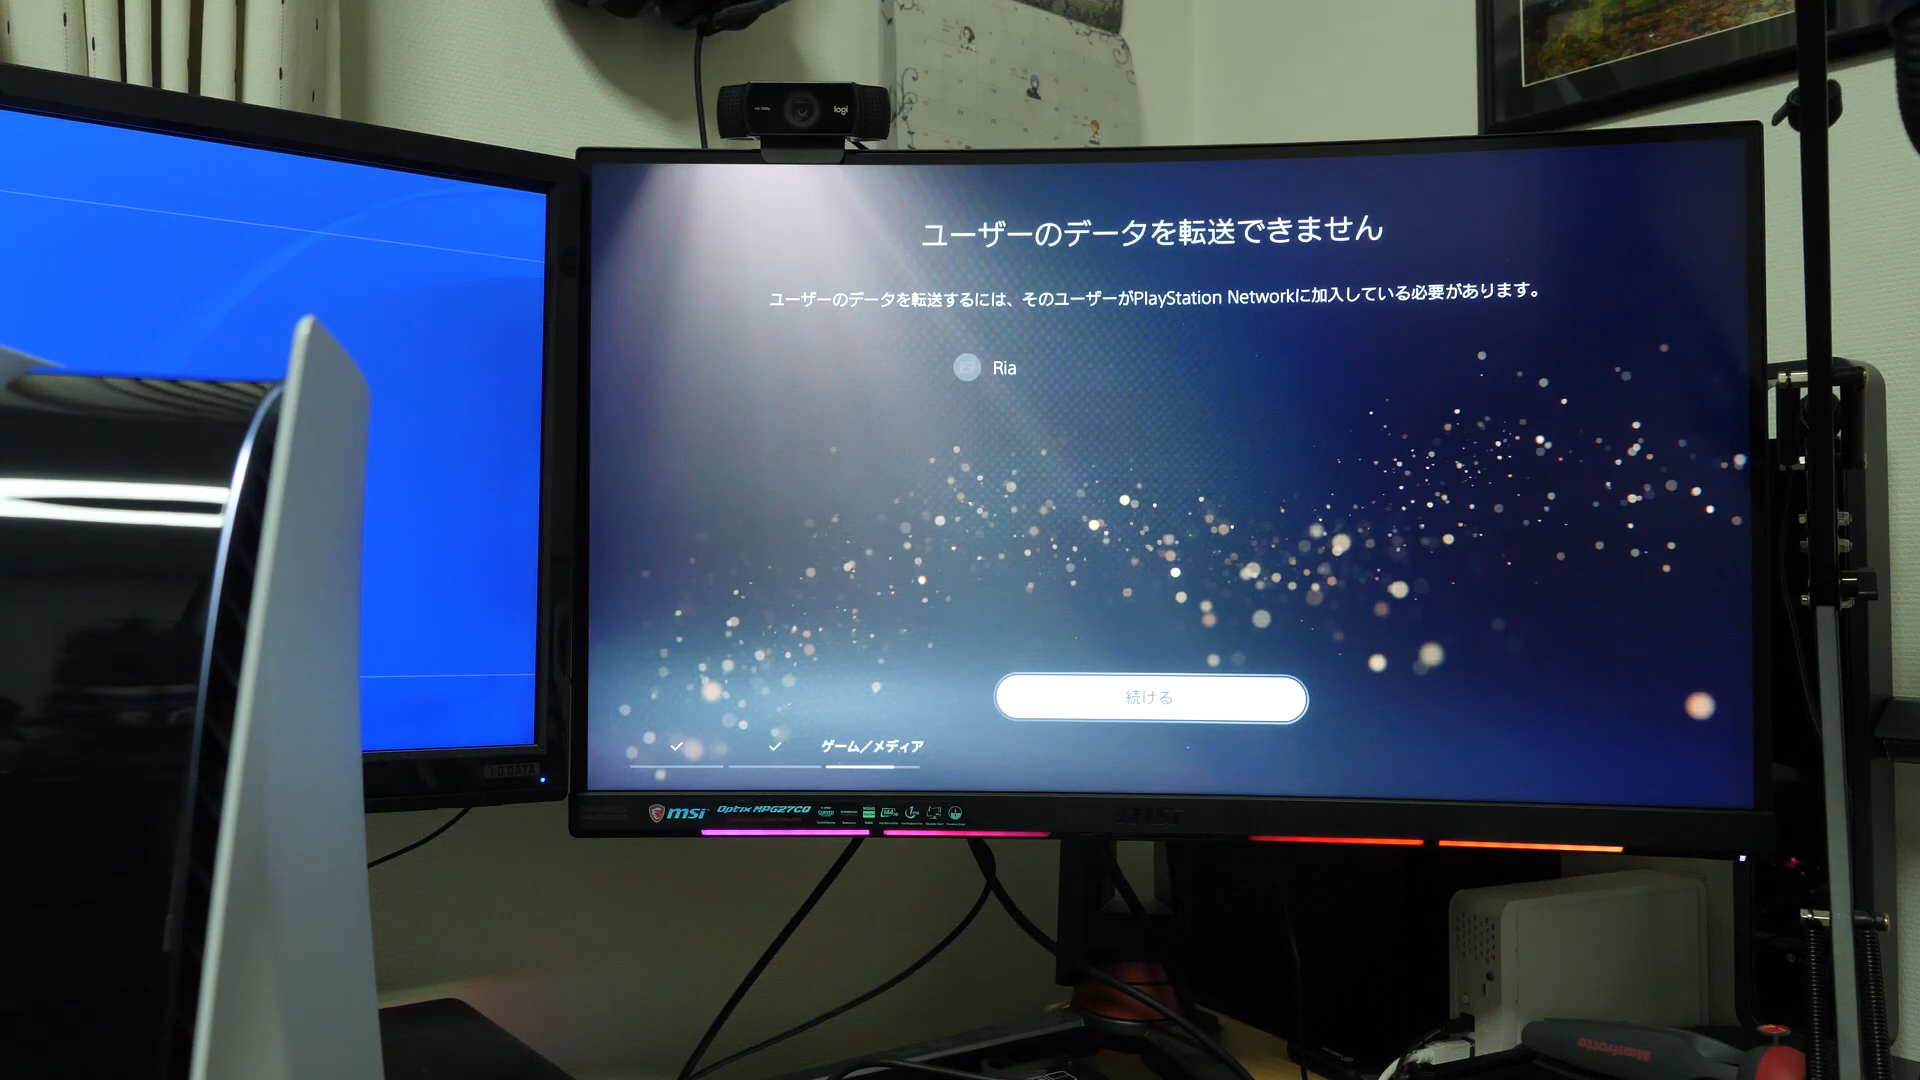 logi
ユーザーのデータを転送できません
ユーザーのデータを転送するには、そのユーザーがPlayStation Networkに加入している必要があります。
Ria
続ける
ゲーム／メディア
I-O DATA
msi Optix MPG27CQ
msi
Manfrotto